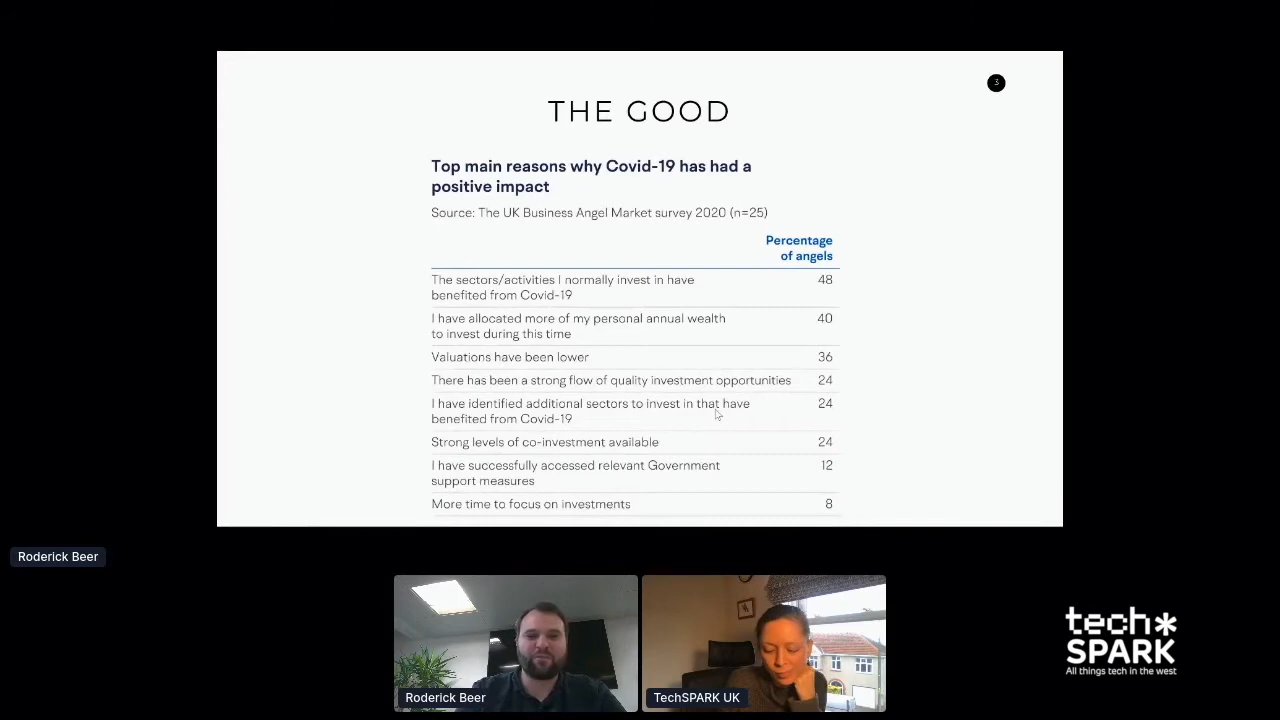 3
THE GOOD
Top main reasons why Covid-19 has had a
positive impact
Source: The UK Business Angel Market survey 2020 (n=25)
Percentage
of angels
The sectors/activities I normally invest in have
benefited from Covid-19
48
I have allocated more of my personal annual wealth
to invest during this time
40
Valuations have been lower 36
There has been a strong flow of quality investment opportunities 24
I have identified additional sectors to invest in that have
benefited from Covid-19
24
Strong levels of co-investment available 24
I have successfully accessed relevant Government
support measures
12
More time to focus on investments 8
Roderick Beer
Roderick Beer
TechSPARK UK
tech*
SPARK
All things tech in the west